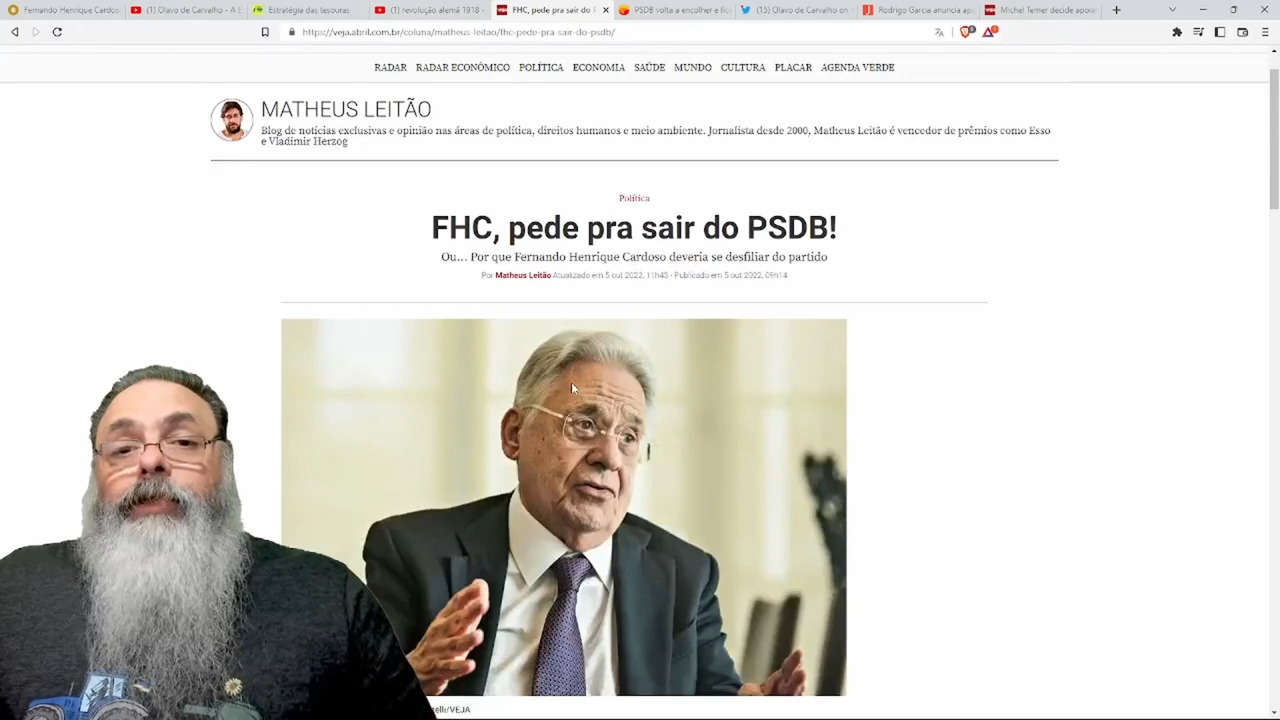 Fernando Henrique Cardos
(1) Olavo de Carvalho - A E
Estratégia das tesouras
(1) revolução alemã 1918 -
FHC, pede pra sair do P
PSDB volta a encolher e fic
(15) Olavo de Carvalho on
Rodrigo Garcia anuncia apo
Michel Temer decide apoiar
https://veja.abril.com.br/coluna/matheus-leitao/fhc-pede-pra-sair-do-psdb/
RADAR RADAR ECONÔMICO POLÍTICA ECONOMIA SAÚDE MUNDO CULTURA PLACAR AGENDA VERDE
MATHEUS LEITÃO
Blog de notícias exclusivas e opinião nas áreas de política, direitos humanos e meio ambiente. Jornalista desde 2000, Matheus Leitão é vencedor de prêmios como Esso
e Vladimir Herzog
Política
FHC, pede pra sair do PSDB!
Ou... Por que Fernando Henrique Cardoso deveria se desfiliar do partido
Por Matheus Leitão Atualizado em 5 out 2022, 11h43 - Publicado em 5 out 2022, 09h14
elli/VEJA